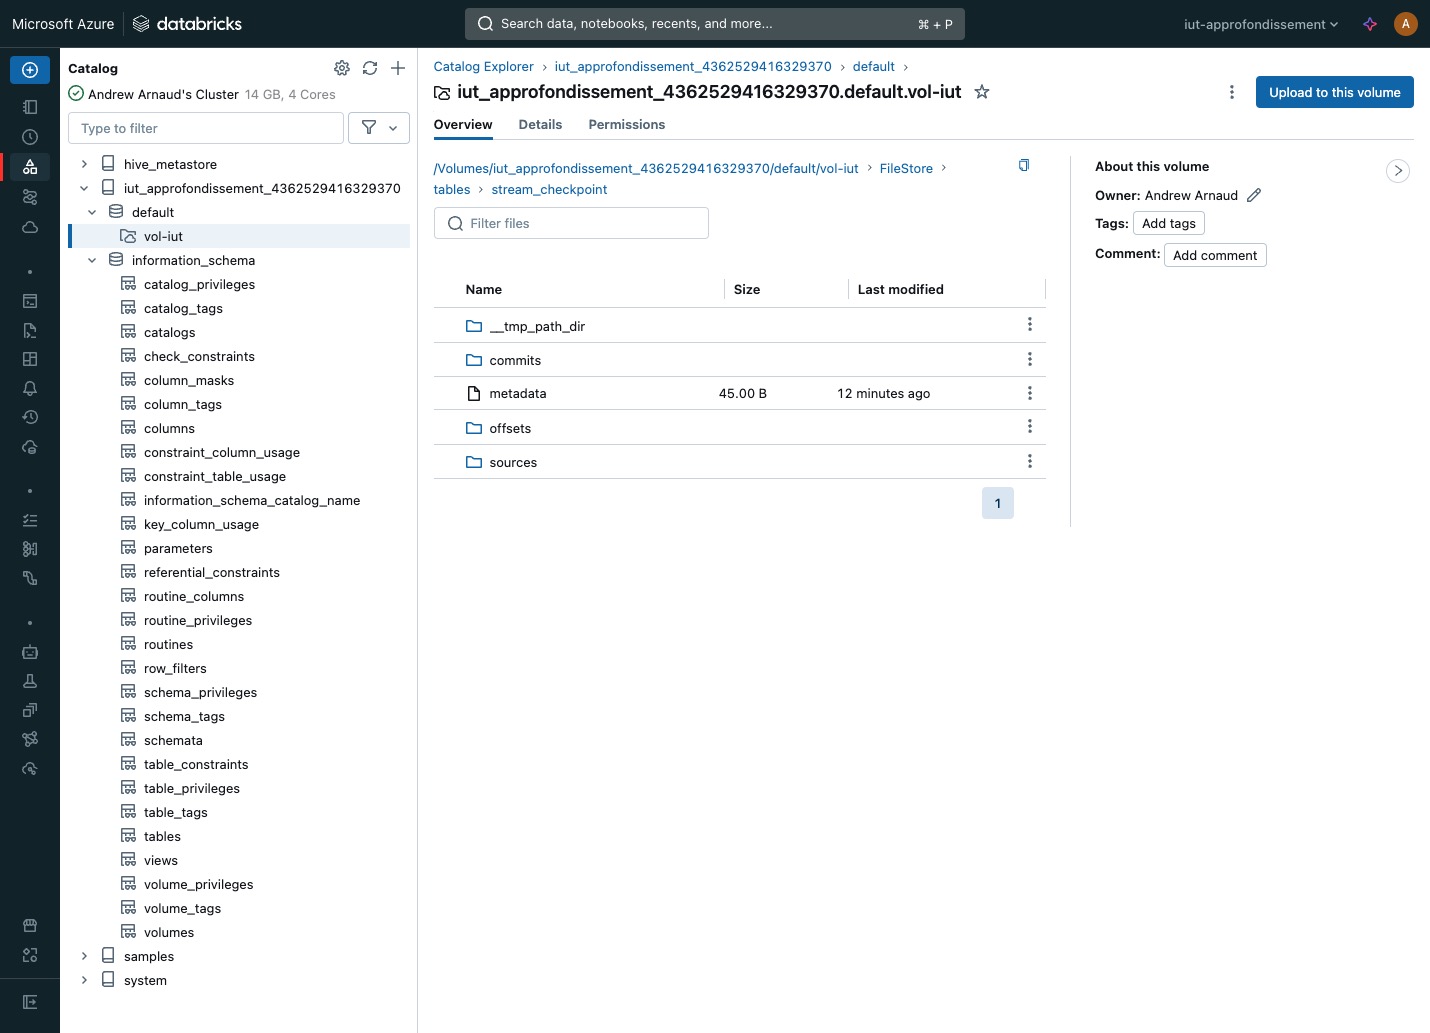 Microsoft Azure databricks
Search data, notebooks, recents, and more... ⌘ + P
iut-approfondissement
A
Catalog
Andrew Arnaud's Cluster 14 GB, 4 Cores
Type to filter
hive_metastore
iut_approfondissement_4362529416329370
default
vol-iut
information_schema
catalog_privileges
catalog_tags
catalogs
check_constraints
column_masks
column_tags
columns
constraint_column_usage
constraint_table_usage
information_schema_catalog_name
key_column_usage
parameters
referential_constraints
routine_columns
routine_privileges
routines
row_filters
schema_privileges
schema_tags
schemata
table_constraints
table_privileges
table_tags
tables
views
volume_privileges
volume_tags
volumes
samples
system
Catalog Explorer › iut_approfondissement_4362529416329370 › default ›
iut_approfondissement_4362529416329370.default.vol-iut
Upload to this volume
Overview Details Permissions
/Volumes/iut_approfondissement_4362529416329370/default/vol-iut › FileStore ›
tables › stream_checkpoint
Filter files
Name Size Last modified
__tmp_path_dir
commits
metadata 45.00 B 12 minutes ago
offsets
sources
1
About this volume
Owner: Andrew Arnaud
Tags: Add tags
Comment: Add comment